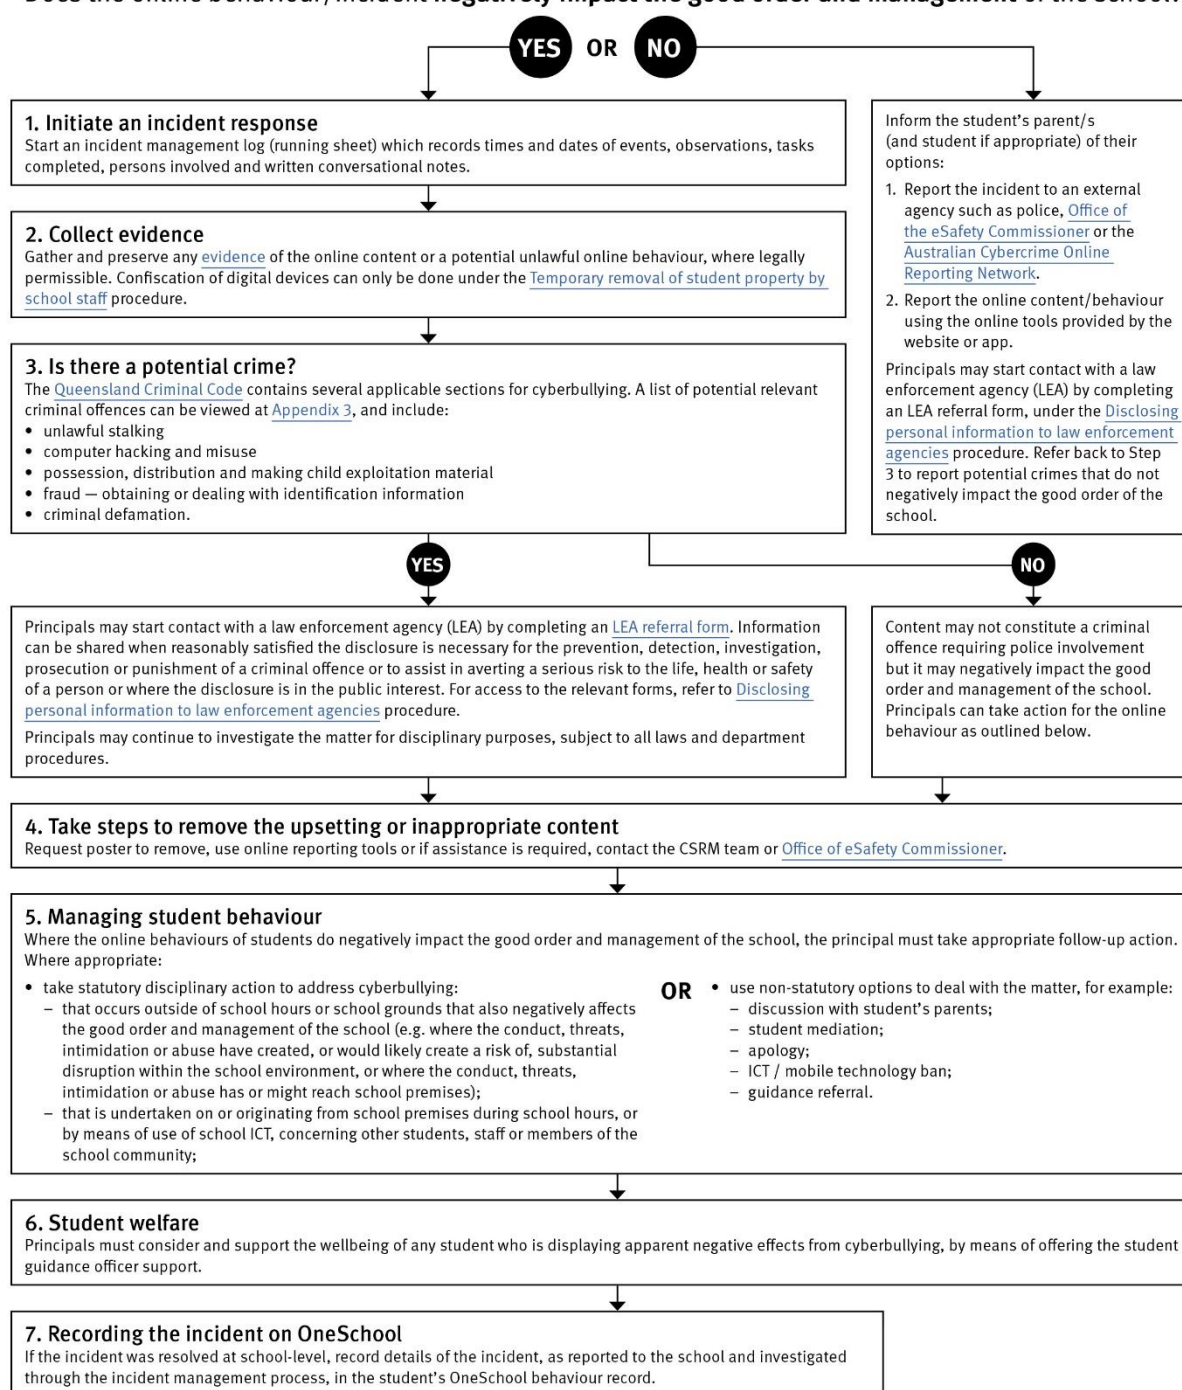 Does the online behaviour/incident negatively impact the good order and management of the school?
YES OR NO
1. Initiate an incident response
Start an incident management log (running sheet) which records times and dates of events, observations, tasks
completed, persons involved and written conversational notes.
2. Collect evidence
Gather and preserve any evidence of the online content or a potential unlawful online behaviour, where legally
permissible. Confiscation of digital devices can only be done under the Temporary removal of student property by
school staff procedure.
3. Is there a potential crime?
The Queensland Criminal Code contains several applicable sections for cyberbullying. A list of potential relevant
criminal offences can be viewed at Appendix 3, and include:
• unlawful stalking
• computer hacking and misuse
• possession, distribution and making child exploitation material
• fraud — obtaining or dealing with identification information
• criminal defamation.
Inform the student's parent/s
(and student if appropriate) of their
options:
1. Report the incident to an external
agency such as police, Office of
the eSafety Commissioner or the
Australian Cybercrime Online
Reporting Network.
2. Report the online content/behaviour
using the online tools provided by the
website or app.
Principals may start contact with a law
enforcement agency (LEA) by completing
an LEA referral form, under the Disclosing
personal information to law enforcement
agencies procedure. Refer back to Step
3 to report potential crimes that do not
negatively impact the good order of the
school.
YES
NO
Principals may start contact with a law enforcement agency (LEA) by completing an LEA referral form. Information
can be shared when reasonably satisfied the disclosure is necessary for the prevention, detection, investigation,
prosecution or punishment of a criminal offence or to assist in averting a serious risk to the life, health or safety
of a person or where the disclosure is in the public interest. For access to the relevant forms, refer to Disclosing
personal information to law enforcement agencies procedure.
Principals may continue to investigate the matter for disciplinary purposes, subject to all laws and department
procedures.
Content may not constitute a criminal
offence requiring police involvement
but it may negatively impact the good
order and management of the school.
Principals can take action for the online
behaviour as outlined below.
4. Take steps to remove the upsetting or inappropriate content
Request poster to remove, use online reporting tools or if assistance is required, contact the CSRM team or Office of eSafety Commissioner.
5. Managing student behaviour
Where the online behaviours of students do negatively impact the good order and management of the school, the principal must take appropriate follow-up action.
Where appropriate:
• take statutory disciplinary action to address cyberbullying:
– that occurs outside of school hours or school grounds that also negatively affects
the good order and management of the school (e.g. where the conduct, threats,
intimidation or abuse have created, or would likely create a risk of, substantial
disruption within the school environment, or where the conduct, threats,
intimidation or abuse has or might reach school premises);
– that is undertaken on or originating from school premises during school hours, or
by means of use of school ICT, concerning other students, staff or members of the
school community;
OR
• use non-statutory options to deal with the matter, for example:
– discussion with student's parents;
– student mediation;
– apology;
– ICT / mobile technology ban;
– guidance referral.
6. Student welfare
Principals must consider and support the wellbeing of any student who is displaying apparent negative effects from cyberbullying, by means of offering the student
guidance officer support.
7. Recording the incident on OneSchool
If the incident was resolved at school-level, record details of the incident, as reported to the school and investigated
through the incident management process, in the student's OneSchool behaviour record.